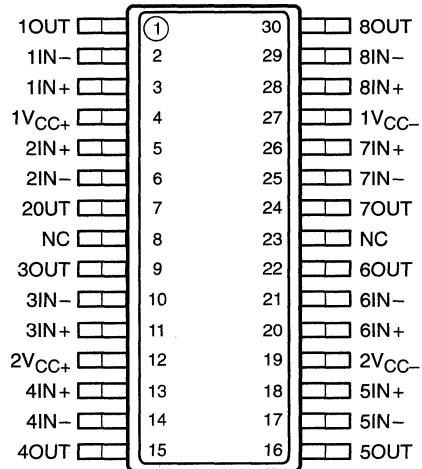 1OUT 1 30 8OUT
1IN− 2 29 8IN−
1IN+ 3 28 8IN+
1VCC+ 4 27 1VCC−
2IN+ 5 26 7IN+
2IN− 6 25 7IN−
20UT 7 24 7OUT
NC 8 23 NC
3OUT 9 22 6OUT
3IN− 10 21 6IN−
3IN+ 11 20 6IN+
2VCC+ 12 19 2VCC−
4IN+ 13 18 5IN+
4IN− 14 17 5IN−
4OUT 15 16 5OUT